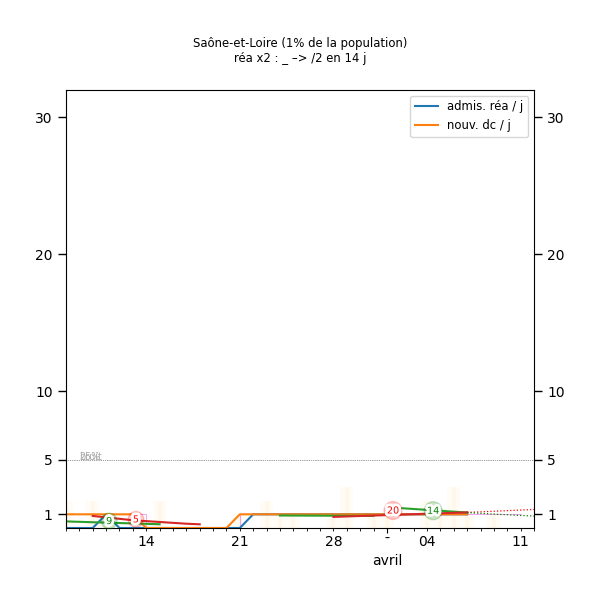 Saône-et-Loire (1% de la population)
réa x2 : _ –> /2 en 14 j
admis. réa / j
nouv. dc / j
30 30
20 20
10 10
5 5
25%
1 1
9 5 20 14
14 21 28 04 11
avril